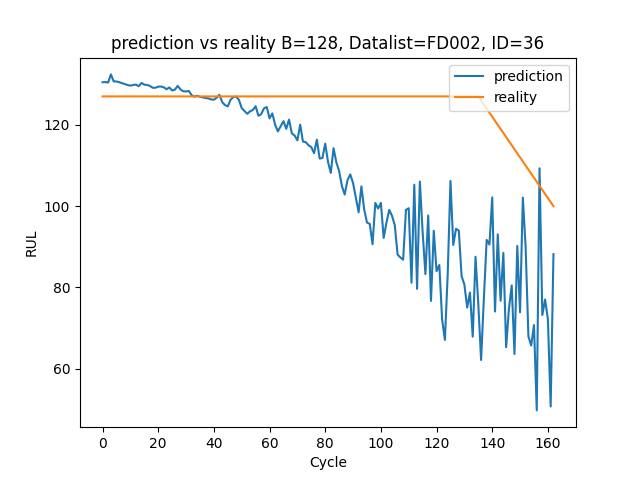 prediction vs reality B=128, Datalist=FD002, ID=36
prediction
reality
120
100
80
60
RUL
0 20 40 60 80 100 120 140 160
Cycle